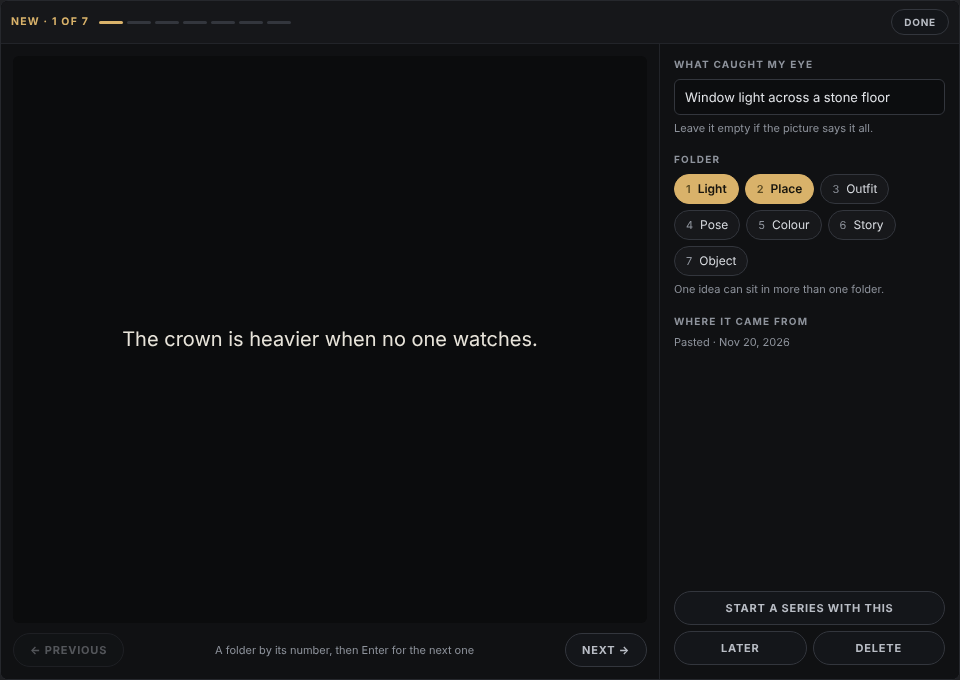 NEW · 1 OF 7
DONE
The crown is heavier when no one watches.
← PREVIOUS
A folder by its number, then Enter for the next one
NEXT →
WHAT CAUGHT MY EYE
Window light across a stone floor
Leave it empty if the picture says it all.
FOLDER
1 Light 2 Place 3 Outfit
4 Pose 5 Colour 6 Story
7 Object
One idea can sit in more than one folder.
WHERE IT CAME FROM
Pasted · Nov 20, 2026
START A SERIES WITH THIS
LATER DELETE